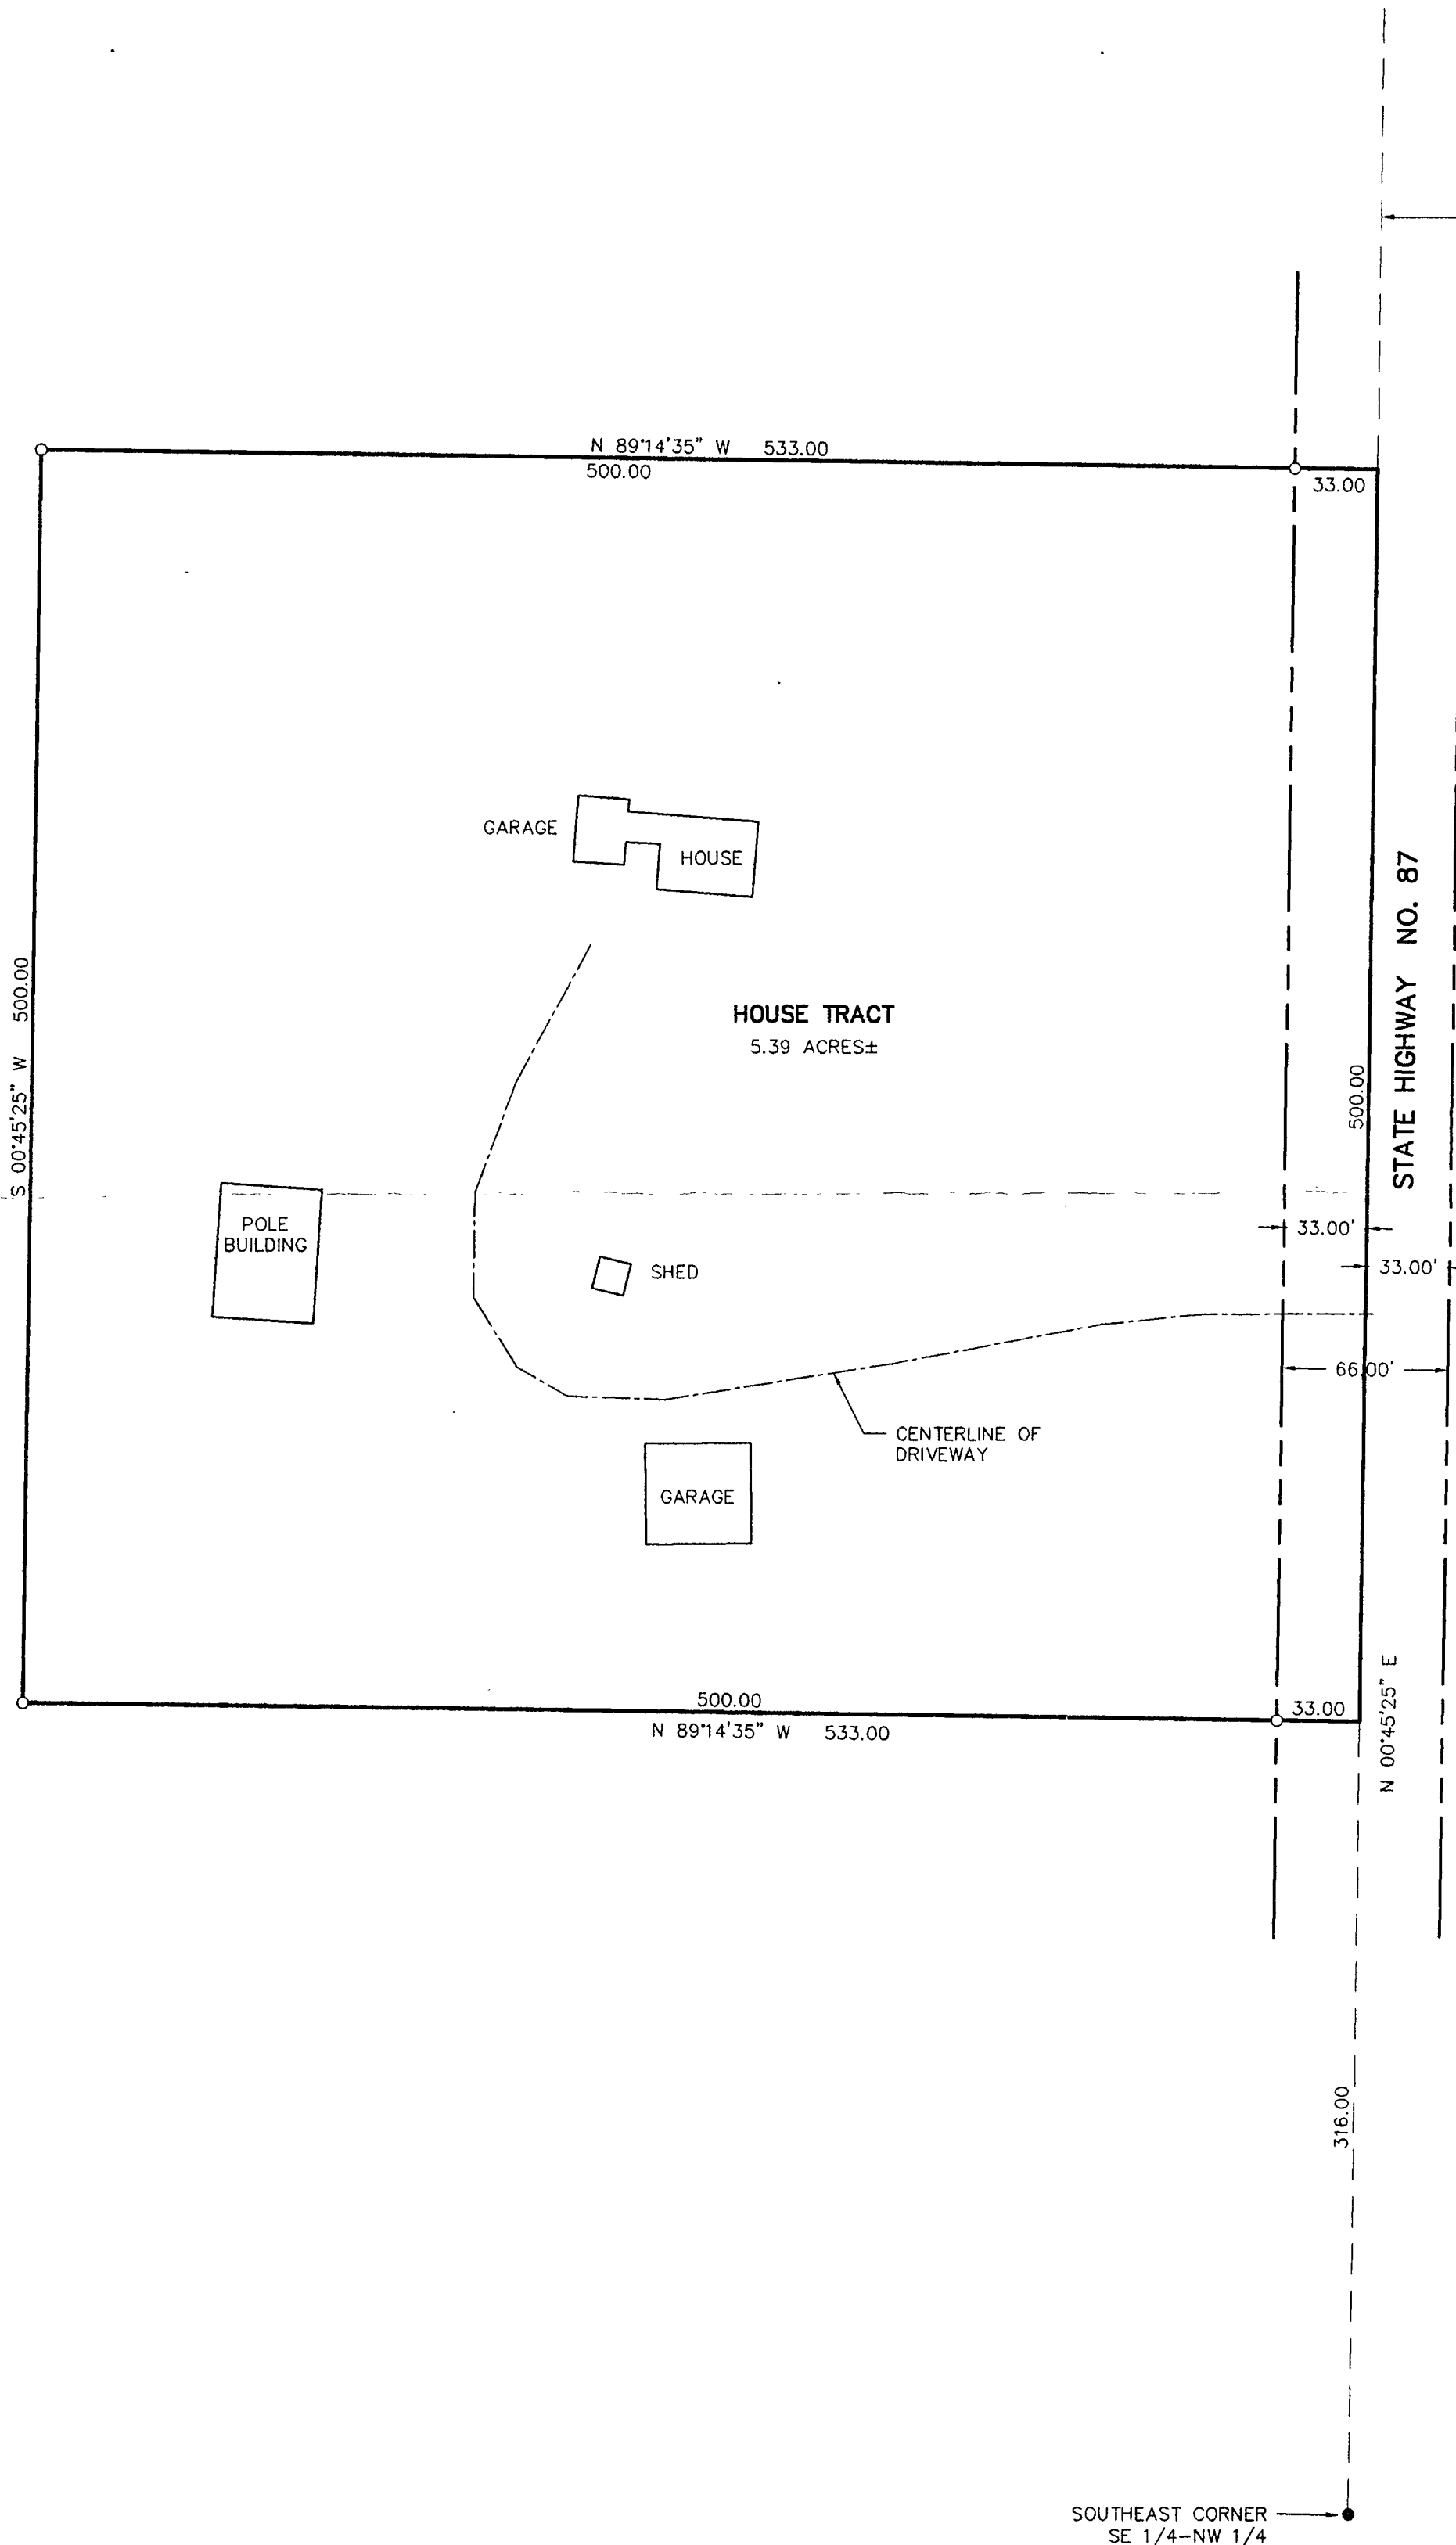 N 89°14'35" W 533.00
500.00
33.00
GARAGE
HOUSE
STATE HIGHWAY NO. 87
S 00°45'25" W 500.00
HOUSE TRACT
5.39 ACRES±
500.00
POLE
BUILDING
SHED
33.00'
33.00'
66.00'
CENTERLINE OF
DRIVEWAY
GARAGE
500.00
33.00
N 89°14'35" W 533.00
N 00°45'25" E
316.00
SOUTHEAST CORNER
SE 1/4-NW 1/4